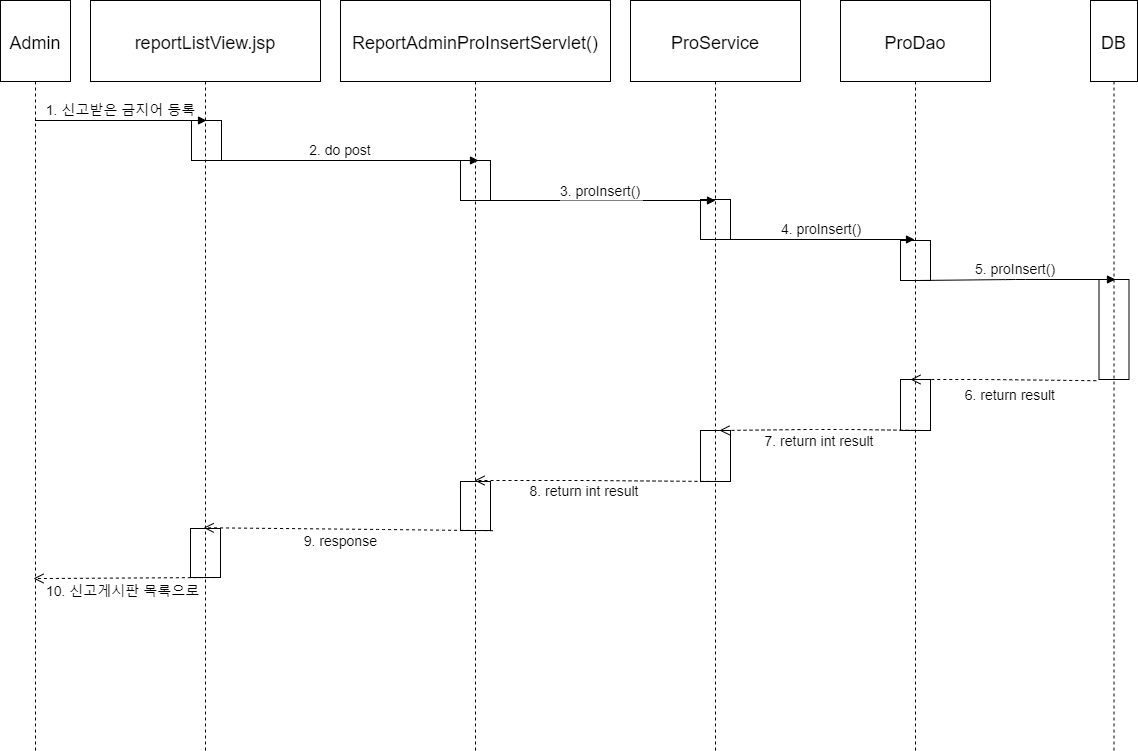 Admin
reportListView.jsp
ReportAdminProInsertServlet()
ProService
ProDao
DB
1. 신고받은 금지어 등록
2. do post
3. proInsert()
4. proInsert()
5. proInsert()
6. return result
7. return int result
8. return int result
9. response
10. 신고게시판 목록으로